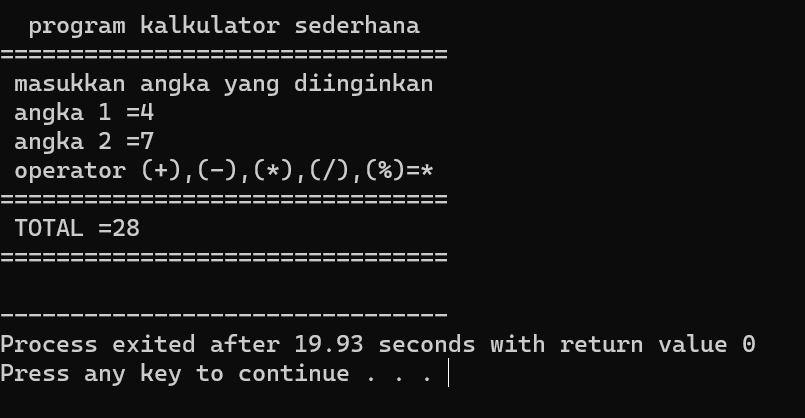 program kalkulator sederhana
================================
masukkan angka yang diinginkan
angka 1 =4
angka 2 =7
operator (+),(-),(*),(/),(%)=*
================================
TOTAL =28
================================
--------------------------------
Process exited after 19.93 seconds with return value 0
Press any key to continue . . .